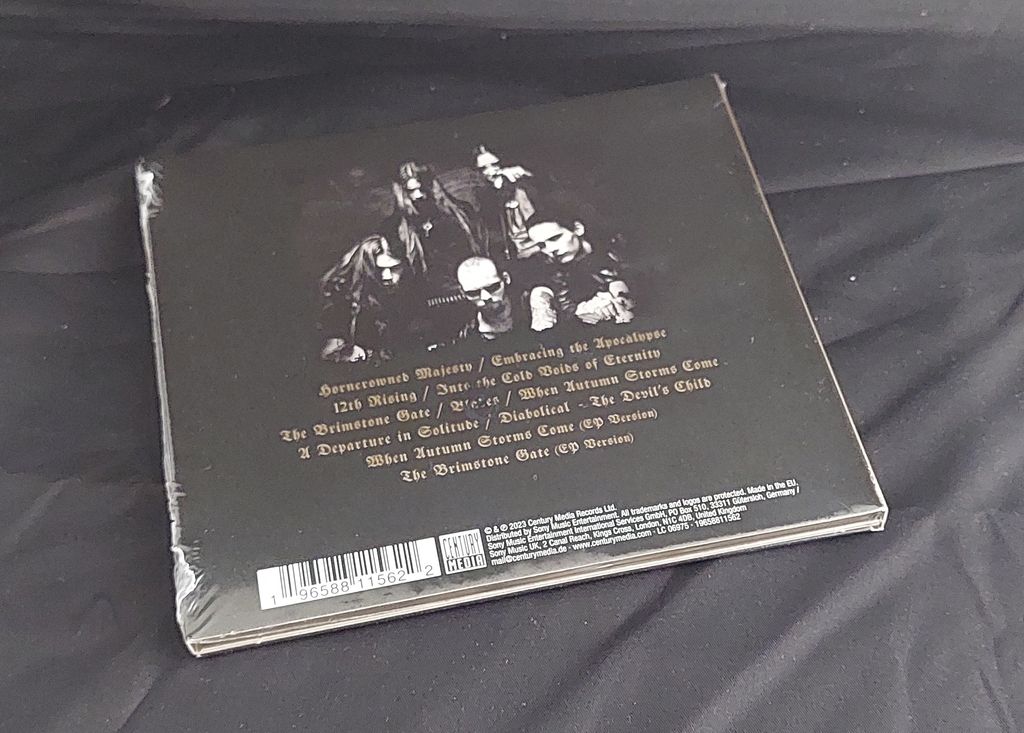 Horncrowned Majesty / Embracing the Apocalypse
12th Rising / Into the Cold Voids of Eternity
The Brimstone Gate / / When Autumn Storms Come
A Departure in Solitude / Diabolical - The Devil's Child
When Autumn Storms Come (EP Version)
The Brimstone Gate (EP Version)
© & ℗ 2023 Century Media Records Ltd.
Distributed by Sony Music Entertainment. All trademarks and logos are protected. Made in the EU.
Sony Music Entertainment International Services GmbH, PO Box 510, 33311 Gütersloh, Germany /
Sony Music UK, 2 Canal Reach, Kings Cross, London, N1C 4DB, United Kingdom
mail@centurymedia.de · www.centurymedia.com · LC 06975 · 19658811562
CENTURY
MEDIA
1 96588 11562 2